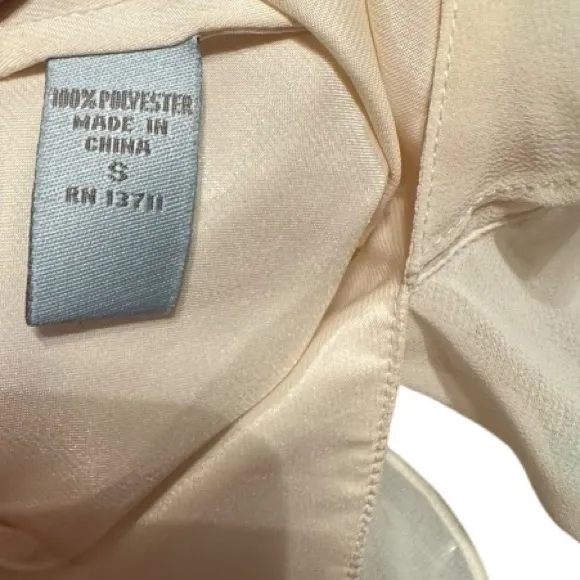 100% POLYESTER
MADE IN
CHINA
S
RN 13711